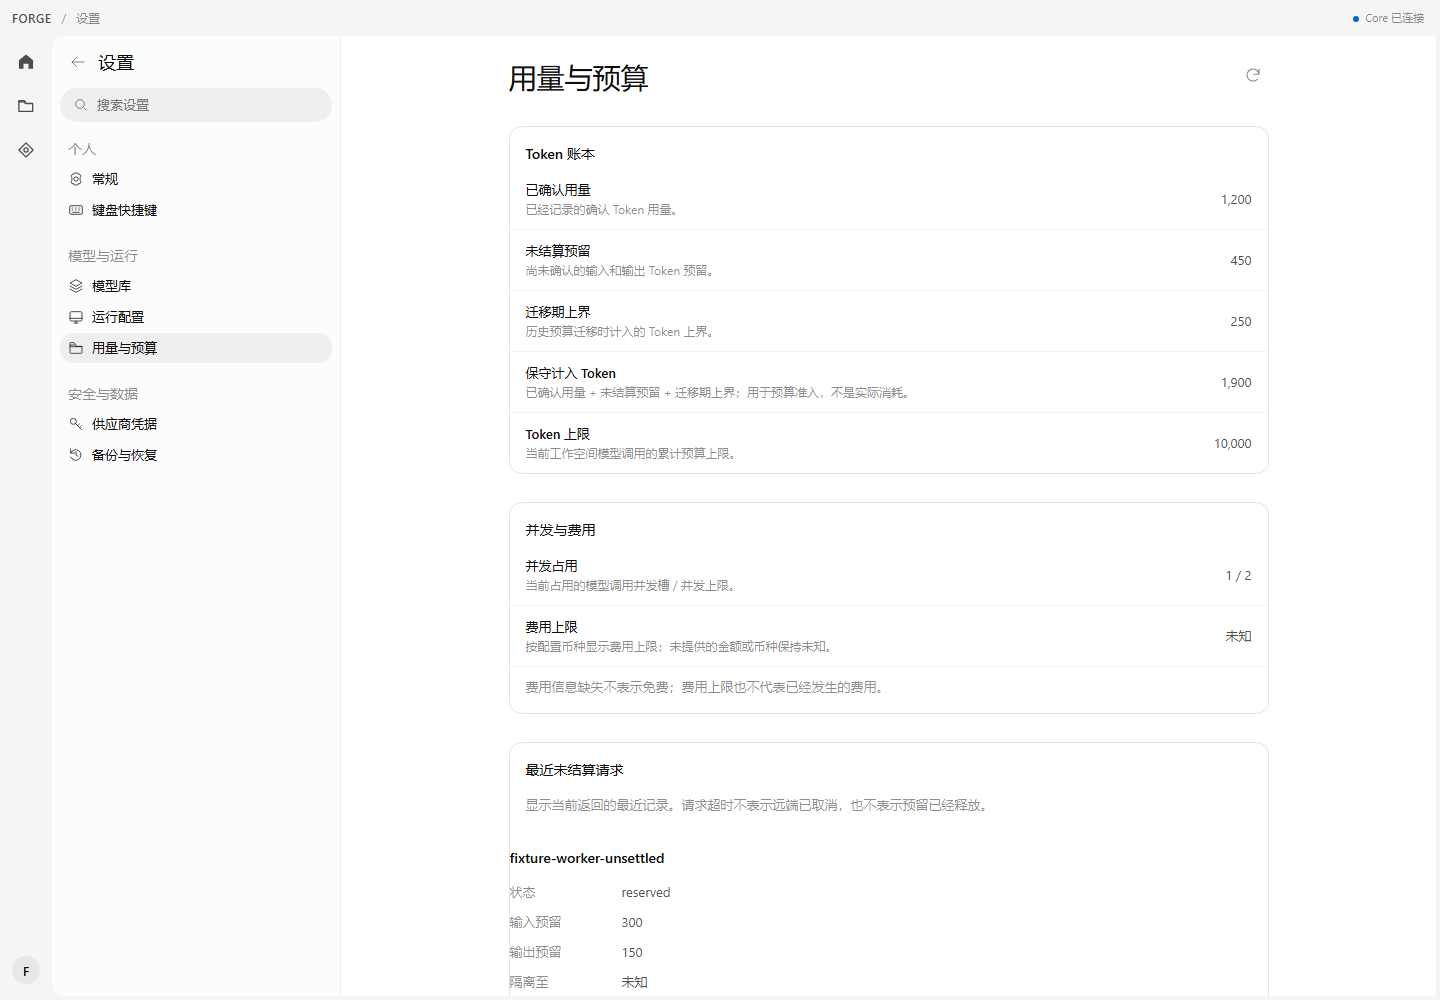 FORGE / 设置
Core 已连接
设置
搜索设置
个人
常规
键盘快捷键
模型与运行
模型库
运行配置
用量与预算
安全与数据
供应商凭据
备份与恢复
F
用量与预算
Token 账本
已确认用量
已经记录的确认 Token 用量。
1,200
未结算预留
尚未确认的输入和输出 Token 预留。
450
迁移期上界
历史预算迁移时计入的 Token 上界。
250
保守计入 Token
已确认用量 + 未结算预留 + 迁移期上界；用于预算准入，不是实际消耗。
1,900
Token 上限
当前工作空间模型调用的累计预算上限。
10,000
并发与费用
并发占用
当前占用的模型调用并发槽 / 并发上限。
1 / 2
费用上限
按配置币种显示费用上限；未提供的金额或币种保持未知。
未知
费用信息缺失不表示免费；费用上限也不代表已经发生的费用。
最近未结算请求
显示当前返回的最近记录。请求超时不表示远端已取消，也不表示预留已经释放。
fixture-worker-unsettled
状态 reserved
输入预留 300
输出预留 150
隔离至 未知